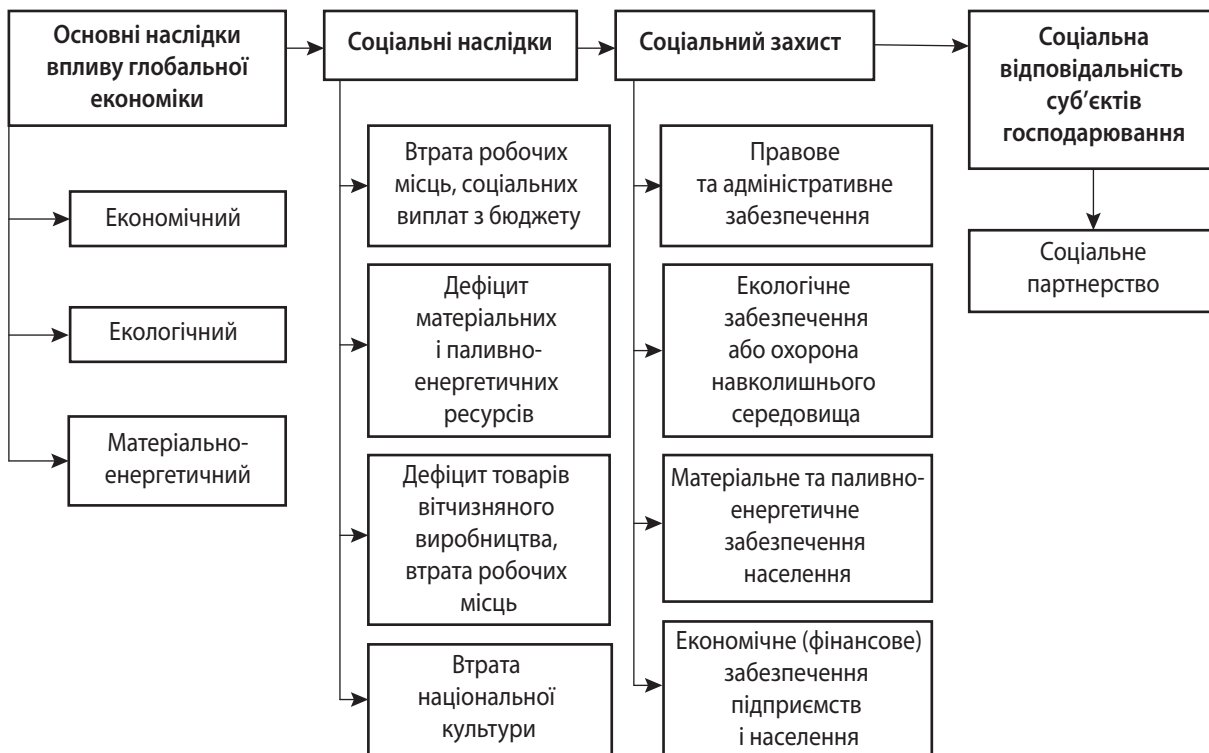 Основні наслідки
впливу глобальної
економіки
Економічний
Екологічний
Матеріально-
енергетичний
Соціальні наслідки
Втрата робочих
місць, соціальних
виплат з бюджету
Дефіцит
матеріальних
і паливно-
енергетичних
ресурсів
Дефіцит товарів
вітчизняного
виробництва,
втрата робочих
місць
Втрата
національної
культури
Соціальний захист
Правове
та адміністративне
забезпечення
Екологічне
забезпечення
або охорона
навколишнього
середовища
Матеріальне та паливно-
енергетичне
забезпечення
населення
Економічне (фінансове)
забезпечення
підприємств
і населення
Соціальна
відповідальність
суб’єктів
господарювання
Соціальне
партнерство